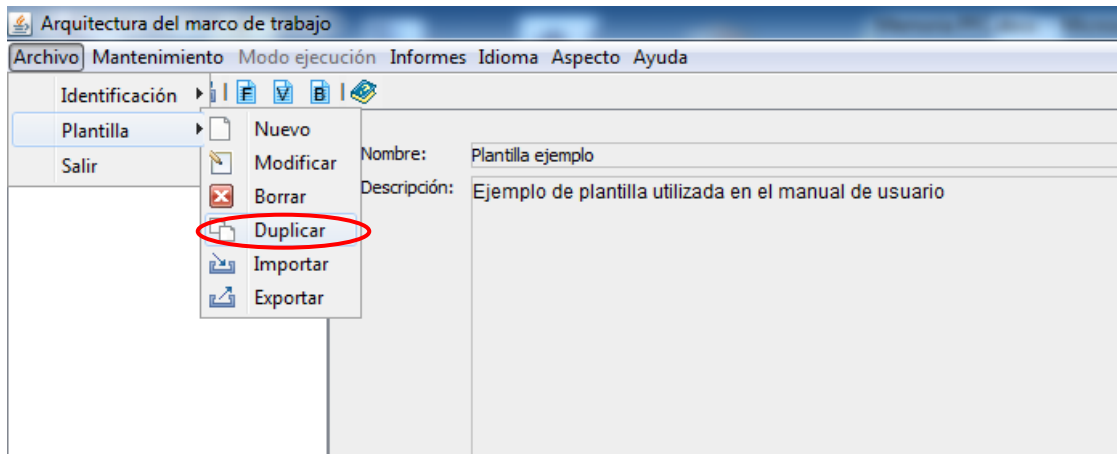 Arquitectura del marco de trabajo
Archivo Mantenimiento Modo ejecución Informes Idioma Aspecto Ayuda
Identificación
F V B
Plantilla
Salir
Nuevo
Modificar
Borrar
Duplicar
Importar
Exportar
Nombre: Plantilla ejemplo
Descripción: Ejemplo de plantilla utilizada en el manual de usuario